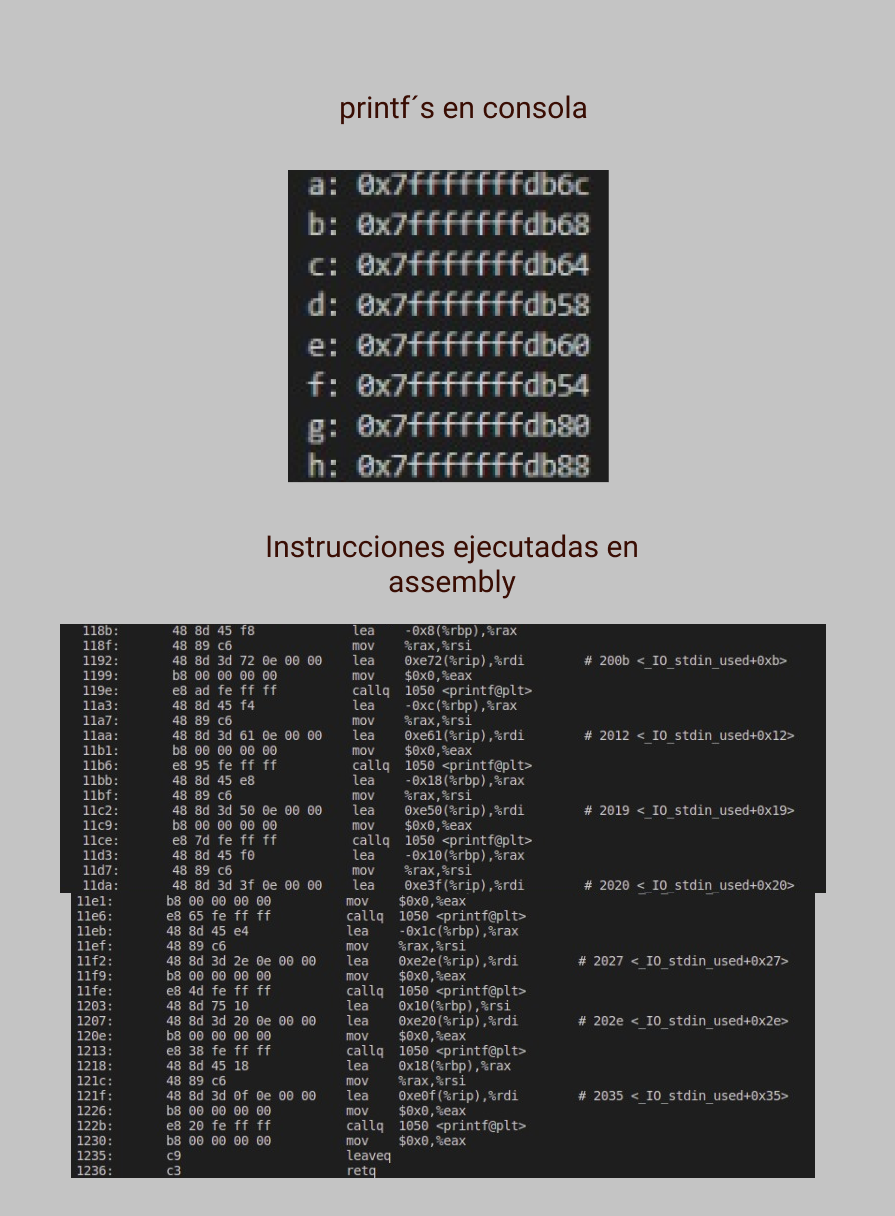 printf´s en consola
a: 0x7fffffffdb6c
b: 0x7fffffffdb68
c: 0x7fffffffdb64
d: 0x7fffffffdb58
e: 0x7fffffffdb60
f: 0x7fffffffdb54
g: 0x7fffffffdb80
h: 0x7fffffffdb88
Instrucciones ejecutadas en
assembly
118b: 48 8d 45 f8 lea -0x8(%rbp),%rax
118f: 48 89 c6 mov %rax,%rsi
1192: 48 8d 3d 72 0e 00 00 lea 0xe72(%rip),%rdi # 200b <_IO_stdin_used+0xb>
1199: b8 00 00 00 00 mov $0x0,%eax
119e: e8 ad fe ff ff callq 1050 <printf@plt>
11a3: 48 8d 45 f4 lea -0xc(%rbp),%rax
11a7: 48 89 c6 mov %rax,%rsi
11aa: 48 8d 3d 61 0e 00 00 lea 0xe61(%rip),%rdi # 2012 <_IO_stdin_used+0x12>
11b1: b8 00 00 00 00 mov $0x0,%eax
11b6: e8 95 fe ff ff callq 1050 <printf@plt>
11bb: 48 8d 45 e8 lea -0x18(%rbp),%rax
11bf: 48 89 c6 mov %rax,%rsi
11c2: 48 8d 3d 50 0e 00 00 lea 0xe50(%rip),%rdi # 2019 <_IO_stdin_used+0x19>
11c9: b8 00 00 00 00 mov $0x0,%eax
11ce: e8 7d fe ff ff callq 1050 <printf@plt>
11d3: 48 8d 45 f0 lea -0x10(%rbp),%rax
11d7: 48 89 c6 mov %rax,%rsi
11da: 48 8d 3d 3f 0e 00 00 lea 0xe3f(%rip),%rdi # 2020 <_IO_stdin_used+0x20>
11e1: b8 00 00 00 00 mov $0x0,%eax
11e6: e8 65 fe ff ff callq 1050 <printf@plt>
11eb: 48 8d 45 e4 lea -0x1c(%rbp),%rax
11ef: 48 89 c6 mov %rax,%rsi
11f2: 48 8d 3d 2e 0e 00 00 lea 0xe2e(%rip),%rdi # 2027 <_IO_stdin_used+0x27>
11f9: b8 00 00 00 00 mov $0x0,%eax
11fe: e8 4d fe ff ff callq 1050 <printf@plt>
1203: 48 8d 75 10 lea 0x10(%rbp),%rsi
1207: 48 8d 3d 20 0e 00 00 lea 0xe20(%rip),%rdi # 202e <_IO_stdin_used+0x2e>
120e: b8 00 00 00 00 mov $0x0,%eax
1213: e8 38 fe ff ff callq 1050 <printf@plt>
1218: 48 8d 45 18 lea 0x18(%rbp),%rax
121c: 48 89 c6 mov %rax,%rsi
121f: 48 8d 3d 0f 0e 00 00 lea 0xe0f(%rip),%rdi # 2035 <_IO_stdin_used+0x35>
1226: b8 00 00 00 00 mov $0x0,%eax
122b: e8 20 fe ff ff callq 1050 <printf@plt>
1230: b8 00 00 00 00 mov $0x0,%eax
1235: c9 leaveq
1236: c3 retq